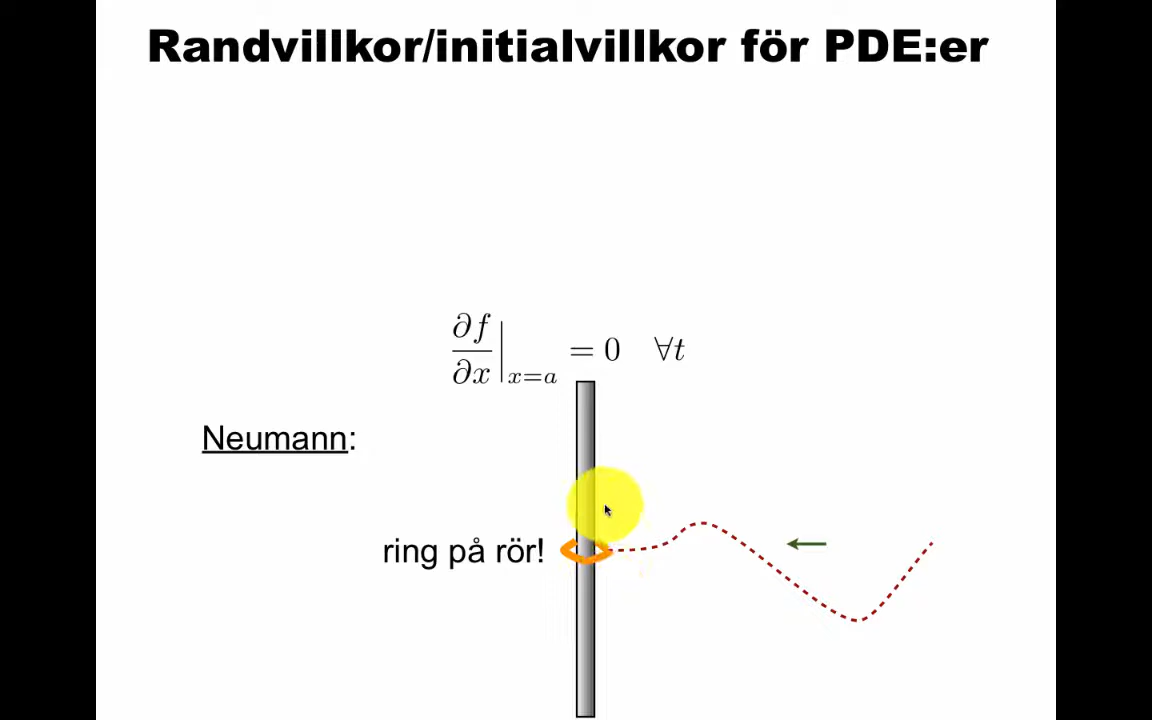 Randvillkor/initialvillkor för PDE:er
∂f/∂x|x=a = 0 ∀t
Neumann:
ring på rör!